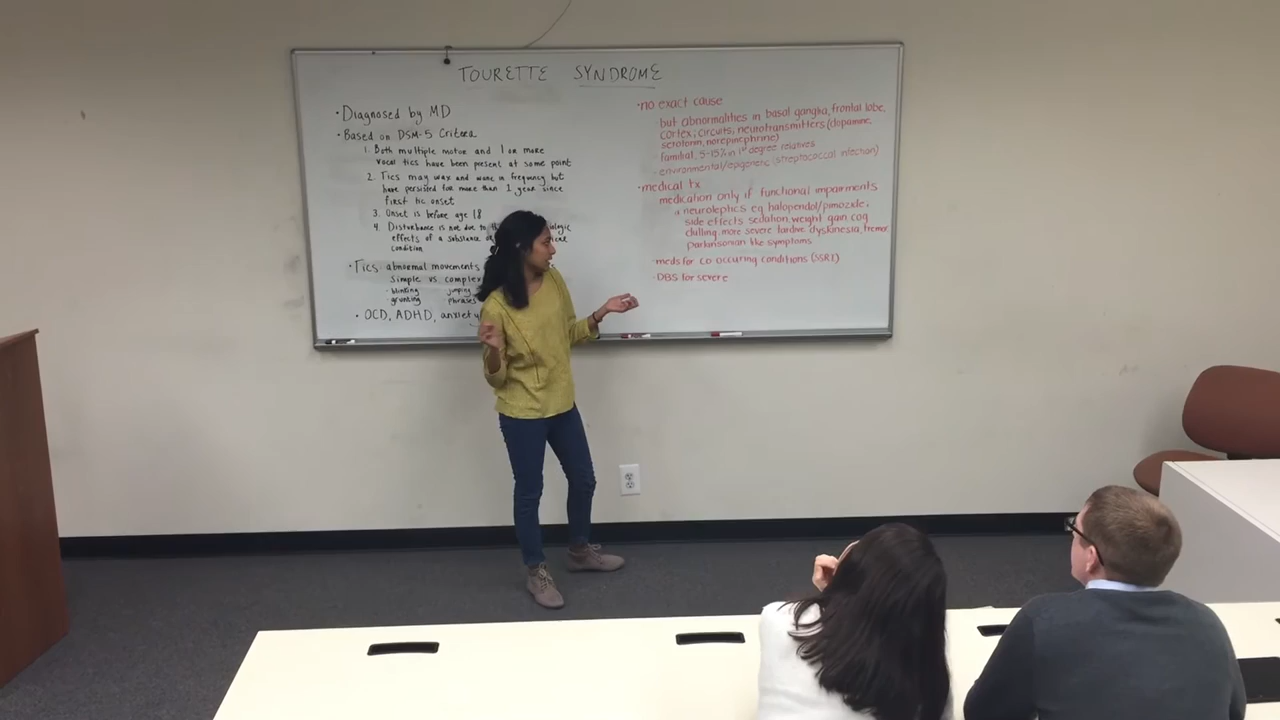 TOURETTE SYNDROME
• Diagnosed by MD
• Based on DSM-5 Criteria
1. Both multiple motor and 1 or more
vocal tics have been present at some point
2. Tics may wax and wane in frequency but
have persisted for more than 1 year since
first tic onset
3. Onset is before age 18
4. Disturbance is not due to
effects of a substance
condition
• Tics, abnormal movements
simple vs complex
- blinking jumping
- grunting phrases
• OCD, ADHD, anxiety
• no exact cause
but abnormalities in basal ganglia, frontal lobe,
cortex; circuits; neurotransmitters (dopamine,
serotonin, norepinephrine)
- familial, 5-15% in 1st degree relatives
- environmental/epigenetic (streptococcal infection)
• medical tx
medication only if functional impairments
neuroleptics eg. haloperidol/pimozide,
side effects sedation, weight gain cog
dulling, more severe tardive dyskonesia, tremor
parkinsonian like symptoms
- meds for co occuring conditions (SSRI)
- DBS for severe